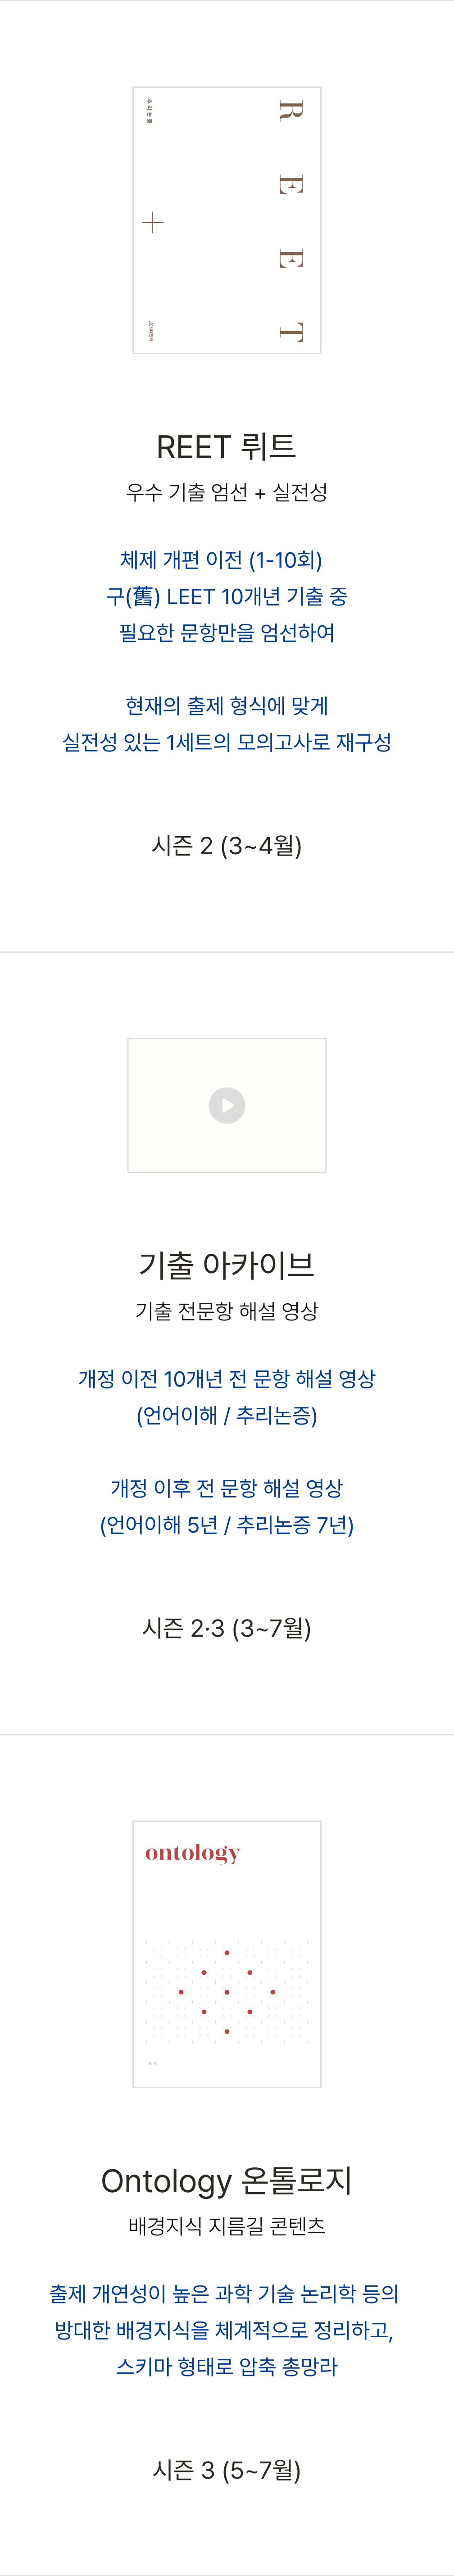 추리논증
R E E T
REET 뤼트
우수 기출 엄선 + 실전성
체제 개편 이전 (1-10회)
구(舊) LEET 10개년 기출 중
필요한 문항만을 엄선하여
현재의 출제 형식에 맞게
실전성 있는 1세트의 모의고사로 재구성
시즌 2 (3~4월)
기출 아카이브
기출 전문항 해설 영상
개정 이전 10개년 전 문항 해설 영상
(언어이해 / 추리논증)
개정 이후 전 문항 해설 영상
(언어이해 5년 / 추리논증 7년)
시즌 2·3 (3~7월)
ontology
Ontology 온톨로지
배경지식 지름길 콘텐츠
출제 개연성이 높은 과학 기술 논리학 등의
방대한 배경지식을 체계적으로 정리하고,
스키마 형태로 압축 총망라
시즌 3 (5~7월)